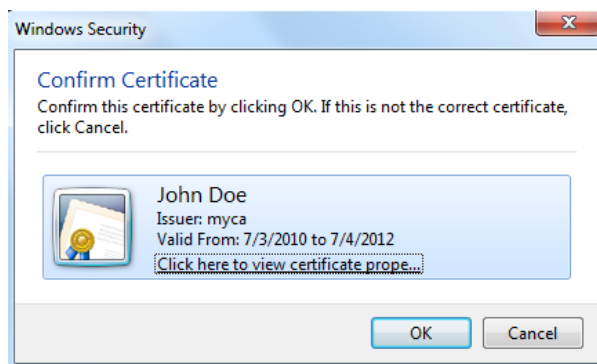 Windows Security
Confirm Certificate
Confirm this certificate by clicking OK. If this is not the correct certificate,
click Cancel.
John Doe
Issuer: myca
Valid From: 7/3/2010 to 7/4/2012
Click here to view certificate prope...
OK Cancel